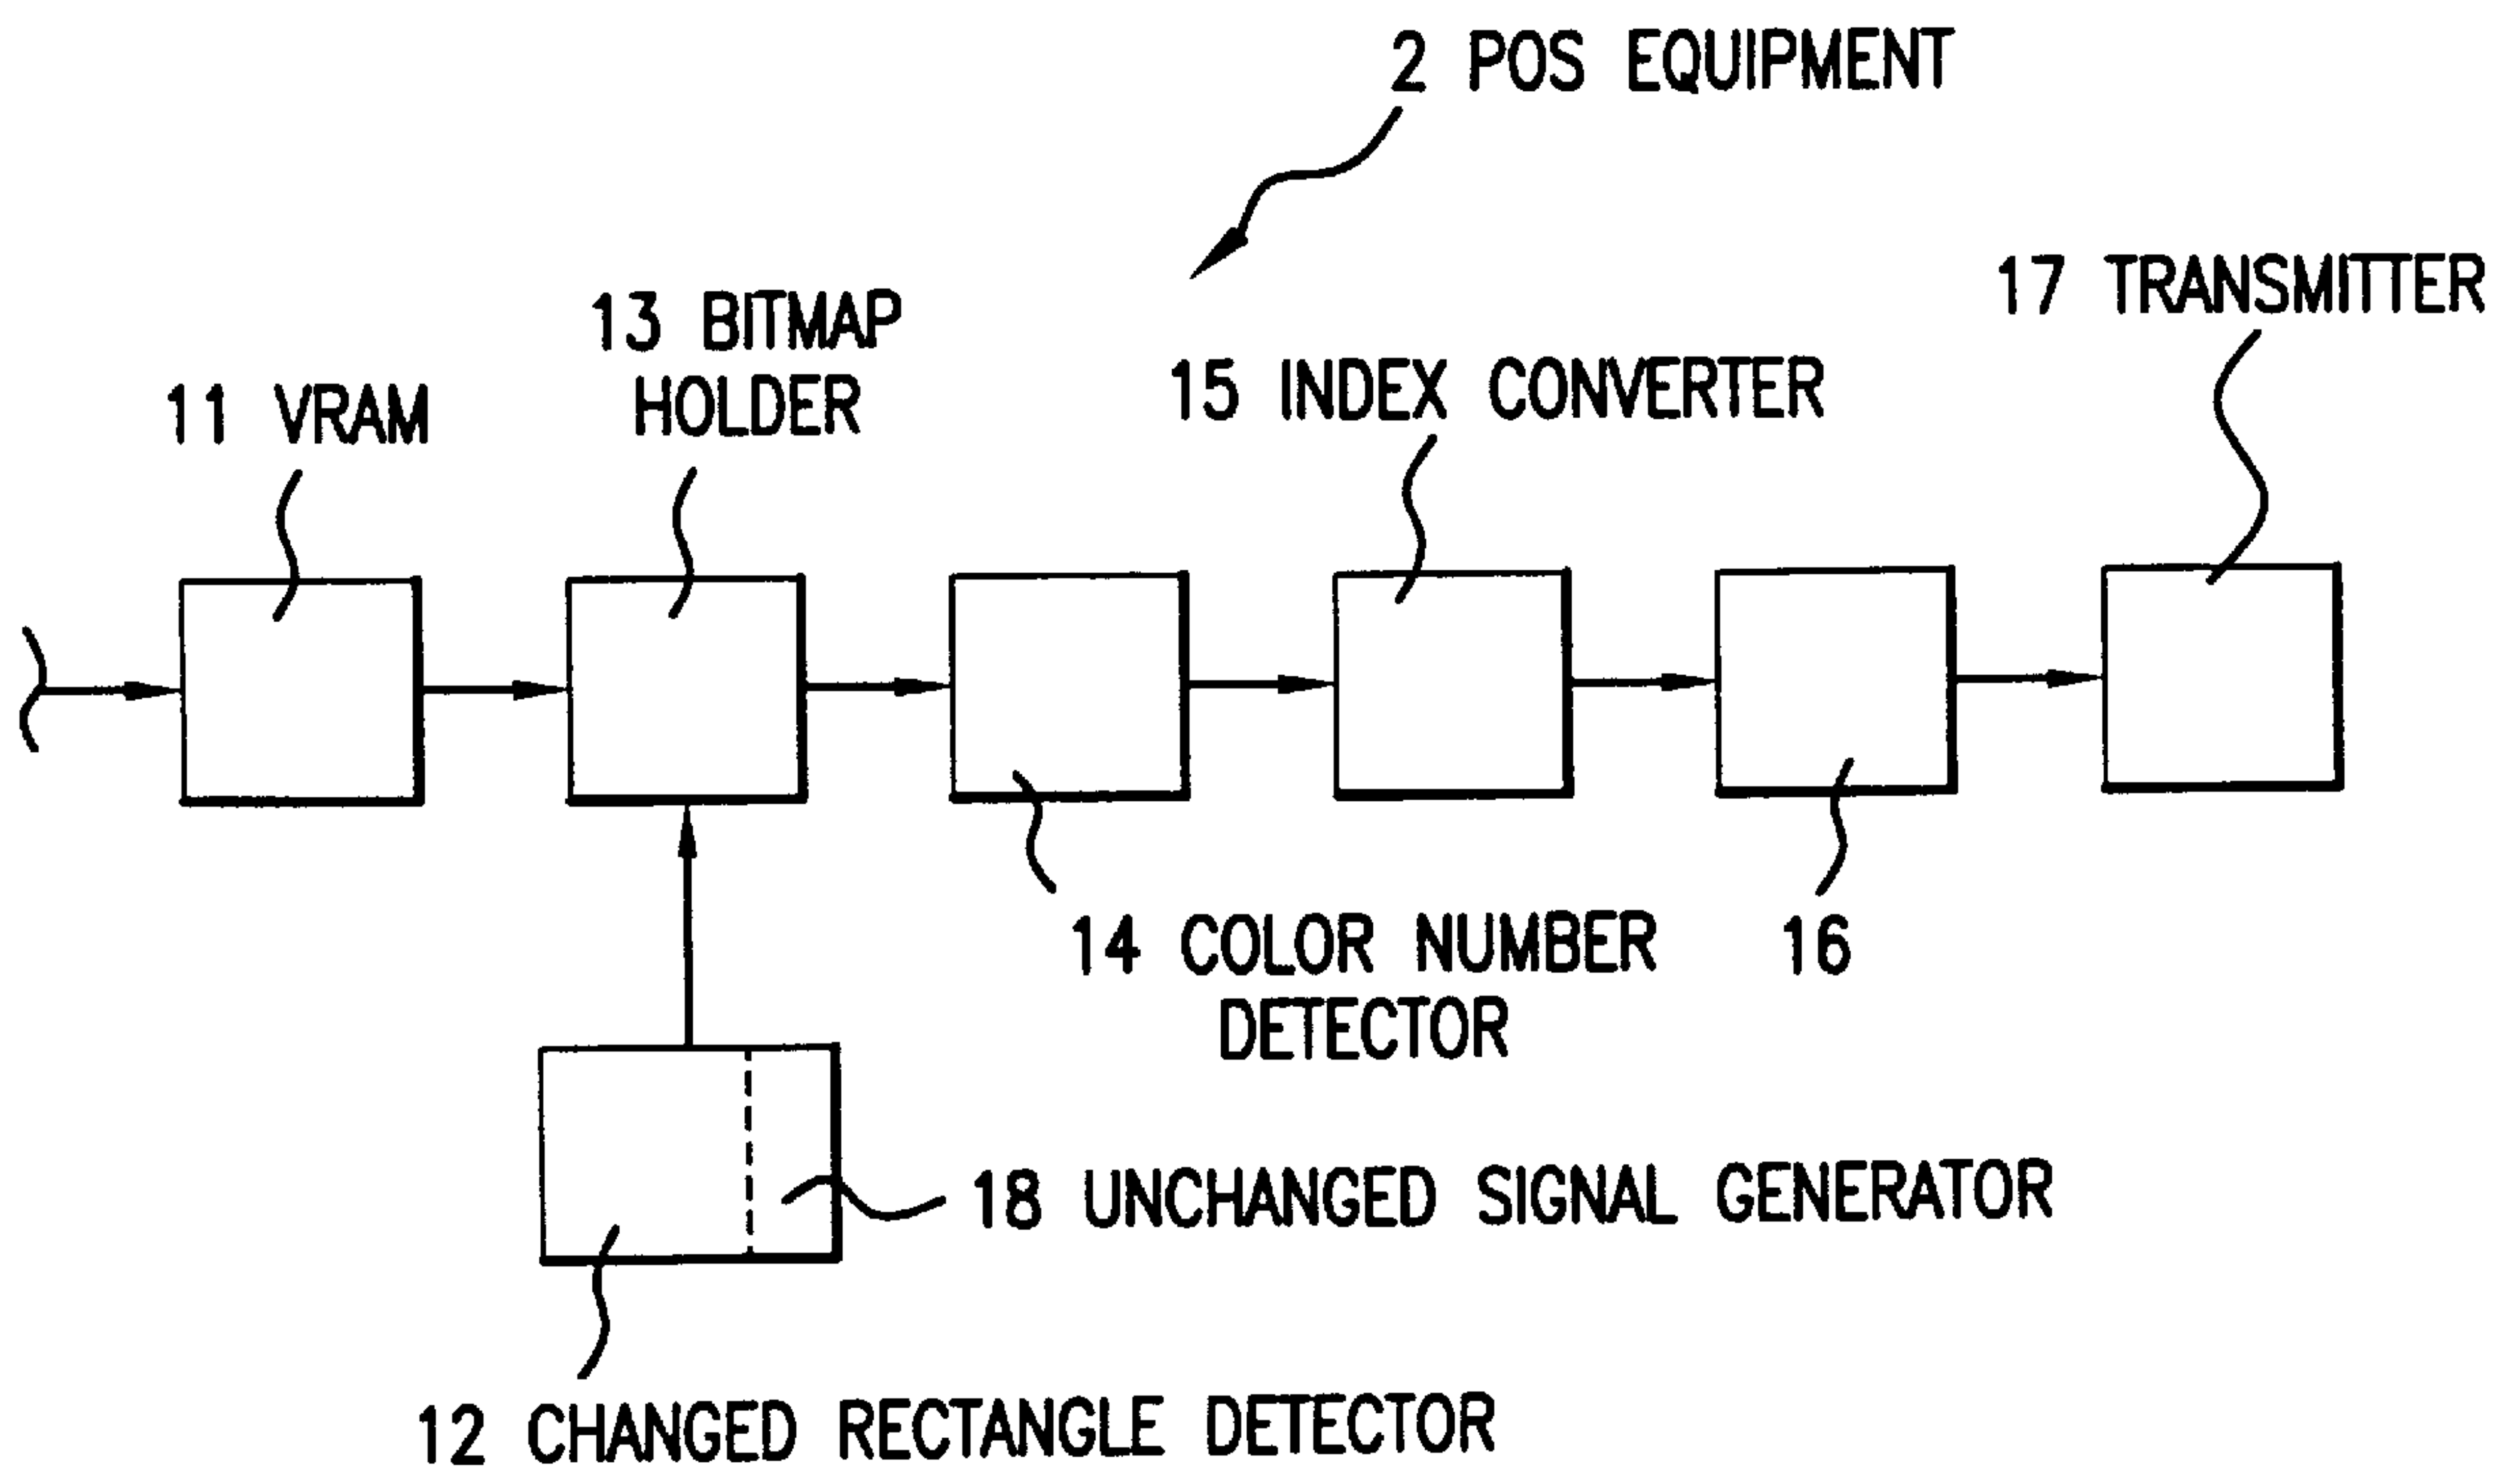 2 POS EQUIPMENT
17 TRANSMITTER
13 BITMAP
HOLDER
15 INDEX CONVERTER
11 VRAM
14 COLOR NUMBER
DETECTOR
16
18 UNCHANGED SIGNAL GENERATOR
12 CHANGED RECTANGLE DETECTOR